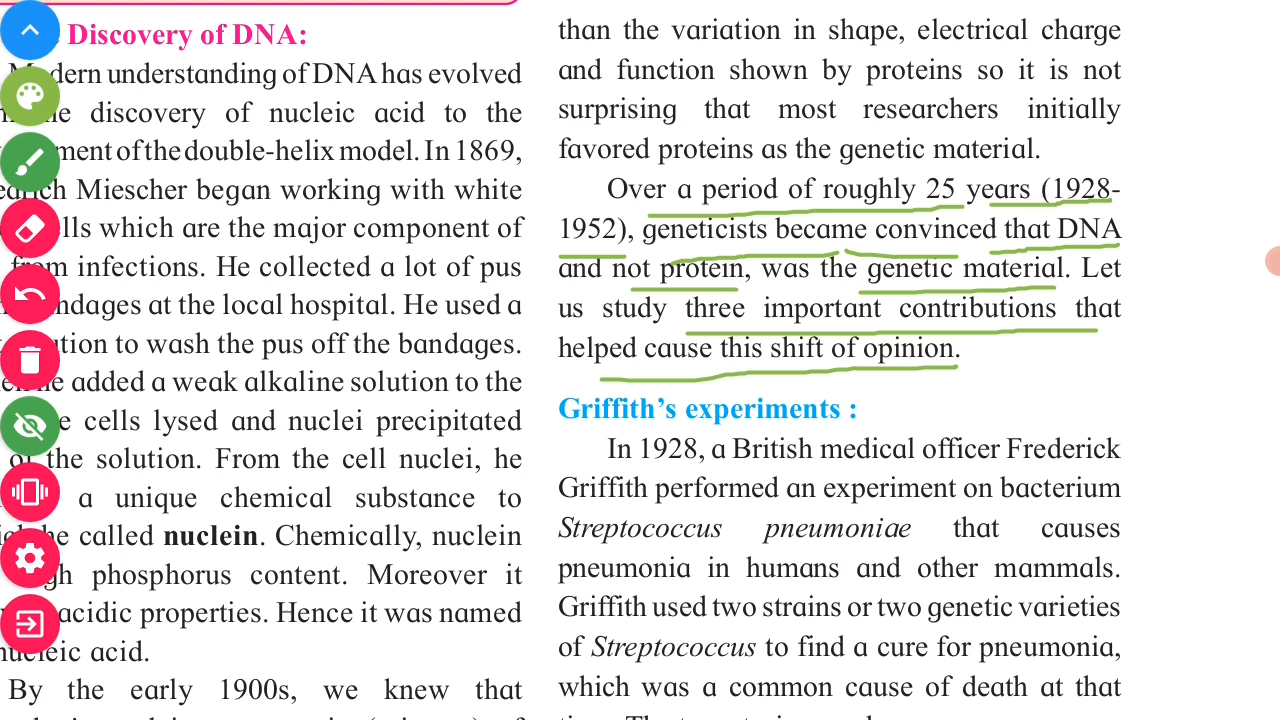 Discovery of DNA:
dern understanding of DNA has evolved
discovery of nucleic acid to the
ment of the double-helix model. In 1869,
Miescher began working with white
lls which are the major component of
from infections. He collected a lot of pus
ndages at the local hospital. He used a
tion to wash the pus off the bandages.
he added a weak alkaline solution to the
e cells lysed and nuclei precipitated
of the solution. From the cell nuclei, he
a unique chemical substance to
he called nuclein. Chemically, nuclein
gh phosphorus content. Moreover it
acidic properties. Hence it was named
nucleic acid.
By the early 1900s, we knew that
than the variation in shape, electrical charge
and function shown by proteins so it is not
surprising that most researchers initially
favored proteins as the genetic material.
Over a period of roughly 25 years (1928-
1952), geneticists became convinced that DNA
and not protein, was the genetic material. Let
us study three important contributions that
helped cause this shift of opinion.
Griffith's experiments :
In 1928, a British medical officer Frederick
Griffith performed an experiment on bacterium
Streptococcus pneumoniae that causes
pneumonia in humans and other mammals.
Griffith used two strains or two genetic varieties
of Streptococcus to find a cure for pneumonia,
which was a common cause of death at that